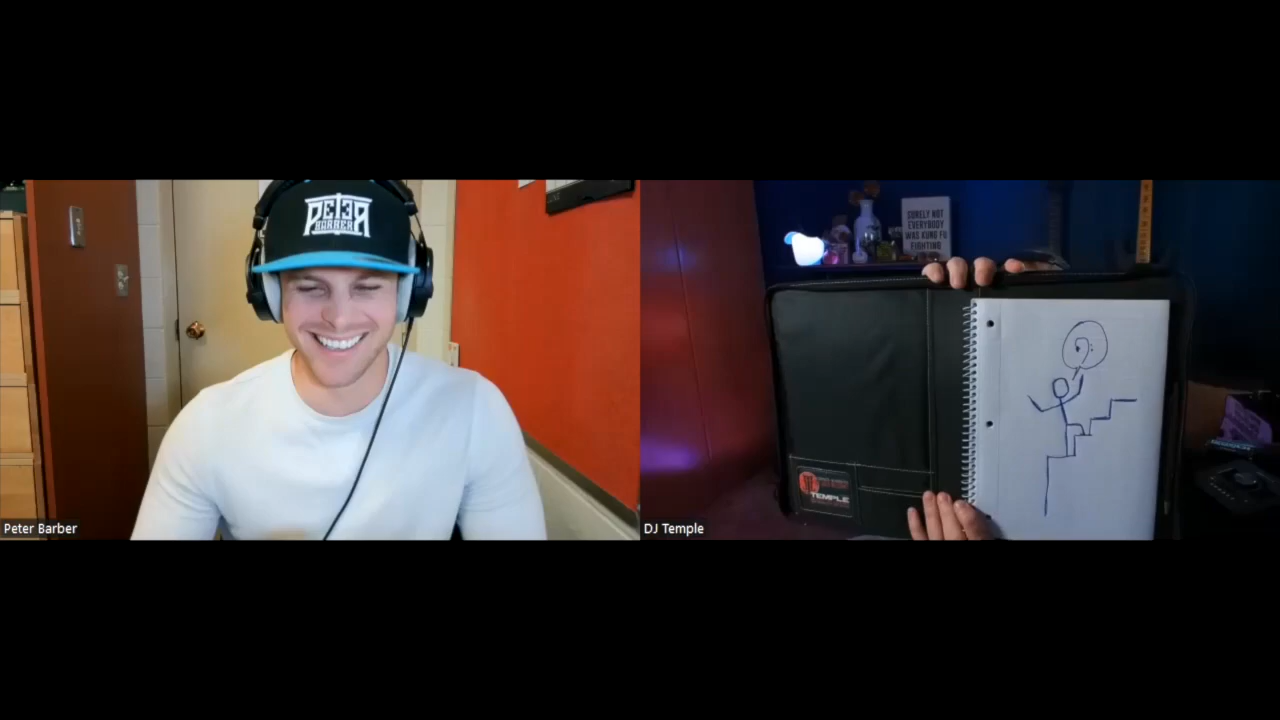 PETER
BARBER
SURELY NOT
EVERYBODY
WAS KUNG FU
FIGHTING
TEMPLE
Peter Barber
DJ Temple